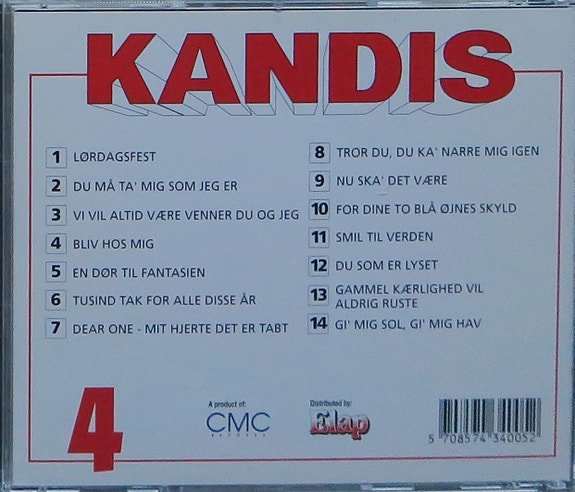 KANDIS
1 LØRDAGSFEST
2 DU MÅ TA' MIG SOM JEG ER
3 VI VIL ALTID VÆRE VENNER DU OG JEG
4 BLIV HOS MIG
5 EN DØR TIL FANTASIEN
6 TUSIND TAK FOR ALLE DISSE ÅR
7 DEAR ONE - MIT HJERTE DET ER TABT
8 TROR DU, DU KA' NARRE MIG IGEN
9 NU SKA' DET VÆRE
10 FOR DINE TO BLÅ ØJNES SKYLD
11 SMIL TIL VERDEN
12 DU SOM ER LYSET
13 GAMMEL KÆRLIGHED VIL
ALDRIG RUSTE
14 GI' MIG SOL, GI' MIG HAV
4
A product of:
CMC
RECORDS
Distributed by:
Elap
5 708574 340052